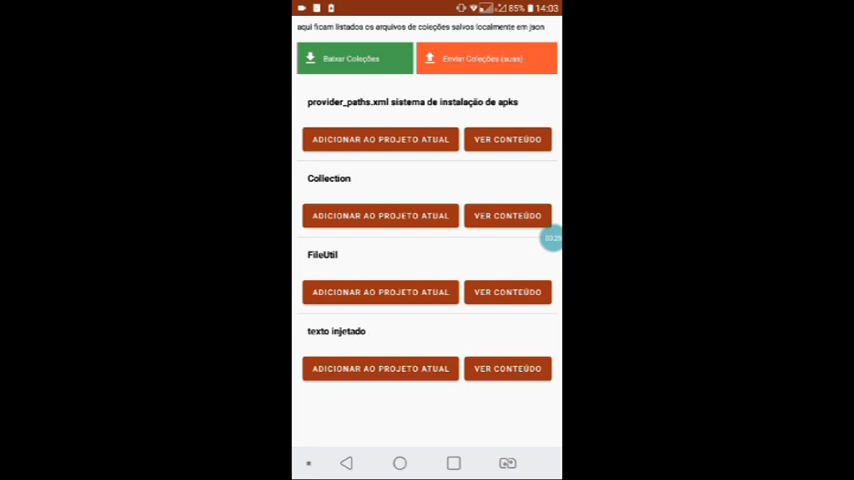 85% 14:03
aqui ficam listados os arquivos de coleções salvos localmente em json
Baixar Coleções Enviar Coleções (suas)
provider_paths.xml sistema de instalação de apks
ADICIONAR AO PROJETO ATUAL VER CONTEÚDO
Collection
ADICIONAR AO PROJETO ATUAL VER CONTEÚDO
FileUtil
ADICIONAR AO PROJETO ATUAL VER CONTEÚDO
texto injetado
ADICIONAR AO PROJETO ATUAL VER CONTEÚDO